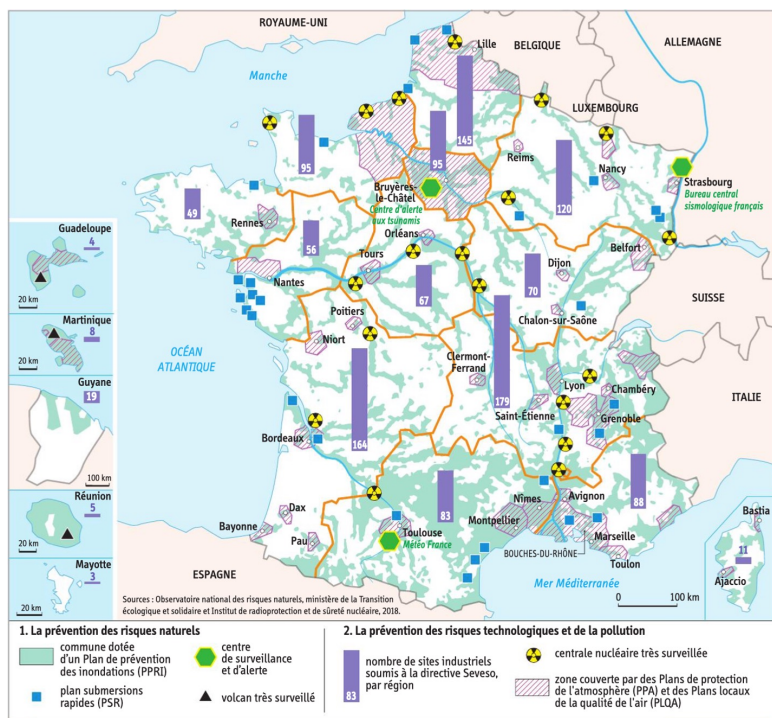 ROYAUME-UNI
BELGIQUE
ALLEMAGNE
Lille
Manche
LUXEMBOURG
145
95
95
Reims
Nancy
120
Strasbourg
Bureau central
sismologique français
Bruyères-
le-Châtel
Centre d'alerte
aux tsunamis
49
Rennes
56
Orléans
Tours
67
Nantes
Belfort
Dijon
70
SUISSE
Chalon-sur-Saône
Poitiers
Niort
OCÉAN
ATLANTIQUE
Clermont-
Ferrand
179
Lyon
Chambéry
Saint-Étienne
Grenoble
ITALIE
164
Bordeaux
83
88
Nîmes
Avignon
Dax
Bayonne
Pau
Toulouse
Météo France
Montpellier
BOUCHES-DU-RHÔNE
Marseille
Toulon
Mer Méditerranée
ESPAGNE
Bastia
11
Ajaccio
0
100 km
Guadeloupe
4
20 km
Martinique
8
20 km
Guyane
19
100 km
Réunion
5
20 km
Mayotte
3
20 km
Sources : Observatoire national des risques naturels, ministère de la Transition
écologique et solidaire et Institut de radioprotection et de sûreté nucléaire, 2018.
1. La prévention des risques naturels
commune dotée
d'un Plan de prévention
des inondations (PPRI)
centre
de surveillance
et d'alerte
plan submersions
rapides (PSR)
volcan très surveillé
2. La prévention des risques technologiques et de la pollution
83
nombre de sites industriels
soumis à la directive Seveso,
par région
centrale nucléaire très surveillée
zone couverte par des Plans de protection
de l'atmosphère (PPA) et des Plans locaux
de la qualité de l'air (PLQA)